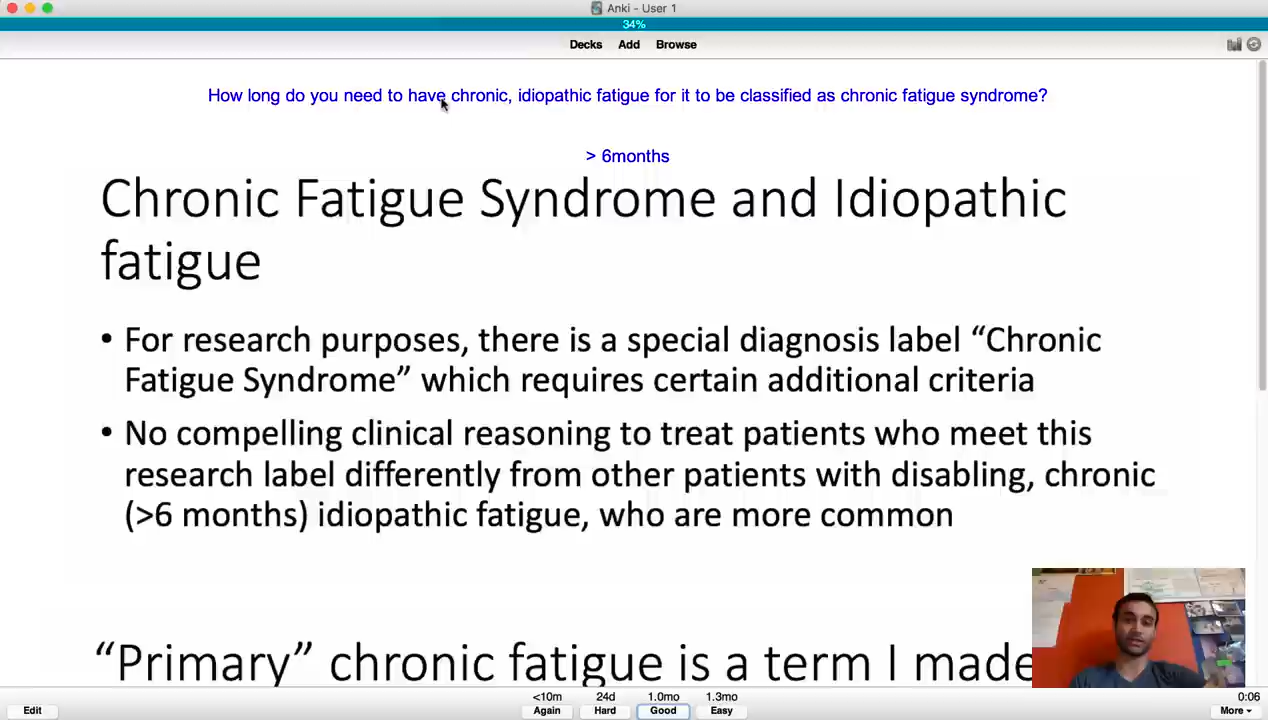 Anki - User 1
34%
Decks Add Browse
How long do you need to have chronic, idiopathic fatigue for it to be classified as chronic fatigue syndrome?
> 6months
Chronic Fatigue Syndrome and Idiopathic
fatigue
• For research purposes, there is a special diagnosis label “Chronic
Fatigue Syndrome” which requires certain additional criteria
• No compelling clinical reasoning to treat patients who meet this
research label differently from other patients with disabling, chronic
(>6 months) idiopathic fatigue, who are more common
“Primary” chronic fatigue is a term I made
<10m 24d 1.0mo 1.3mo 0:06
Edit Again Hard Good Easy More